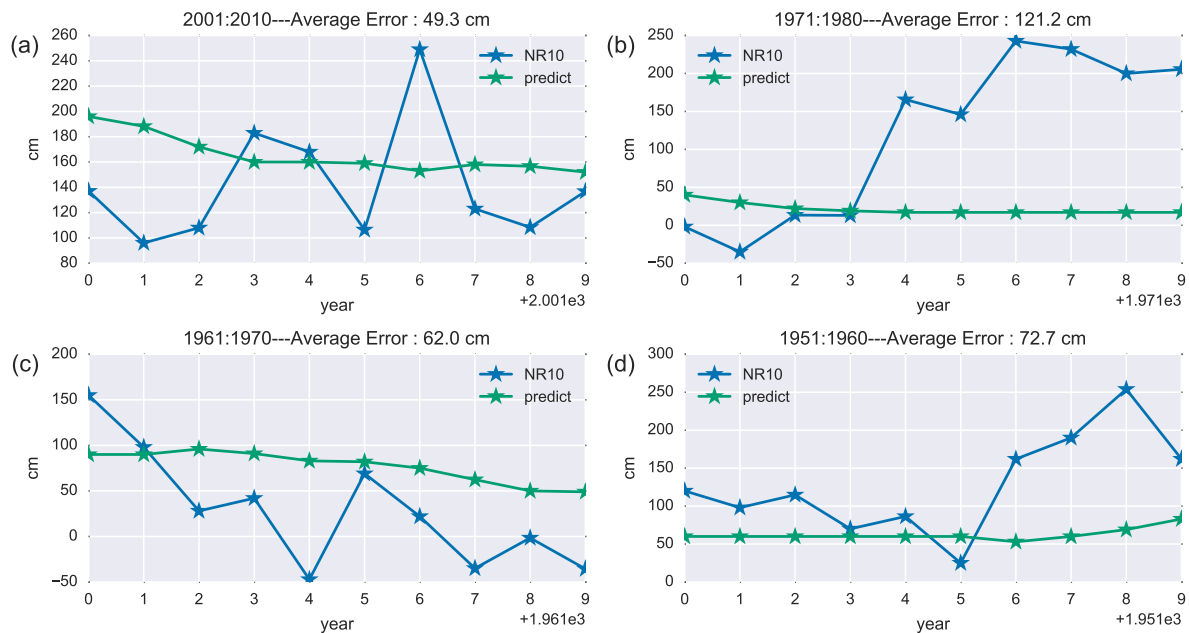 2001:2010---Average Error : 49.3 cm
(a)
260
240
220
200
180
160
140
120
100
80
cm
NR10
predict
0 1 2 3 4 5 6 7 8 9
+2.001e3
year
1971:1980---Average Error : 121.2 cm
(b)
250
200
150
100
50
0
−50
cm
NR10
predict
0 1 2 3 4 5 6 7 8 9
+1.971e3
year
1961:1970---Average Error : 62.0 cm
(c)
200
150
100
50
0
−50
cm
NR10
predict
0 1 2 3 4 5 6 7 8 9
+1.961e3
year
1951:1960---Average Error : 72.7 cm
(d)
300
250
200
150
100
50
0
cm
NR10
predict
0 1 2 3 4 5 6 7 8 9
+1.951e3
year